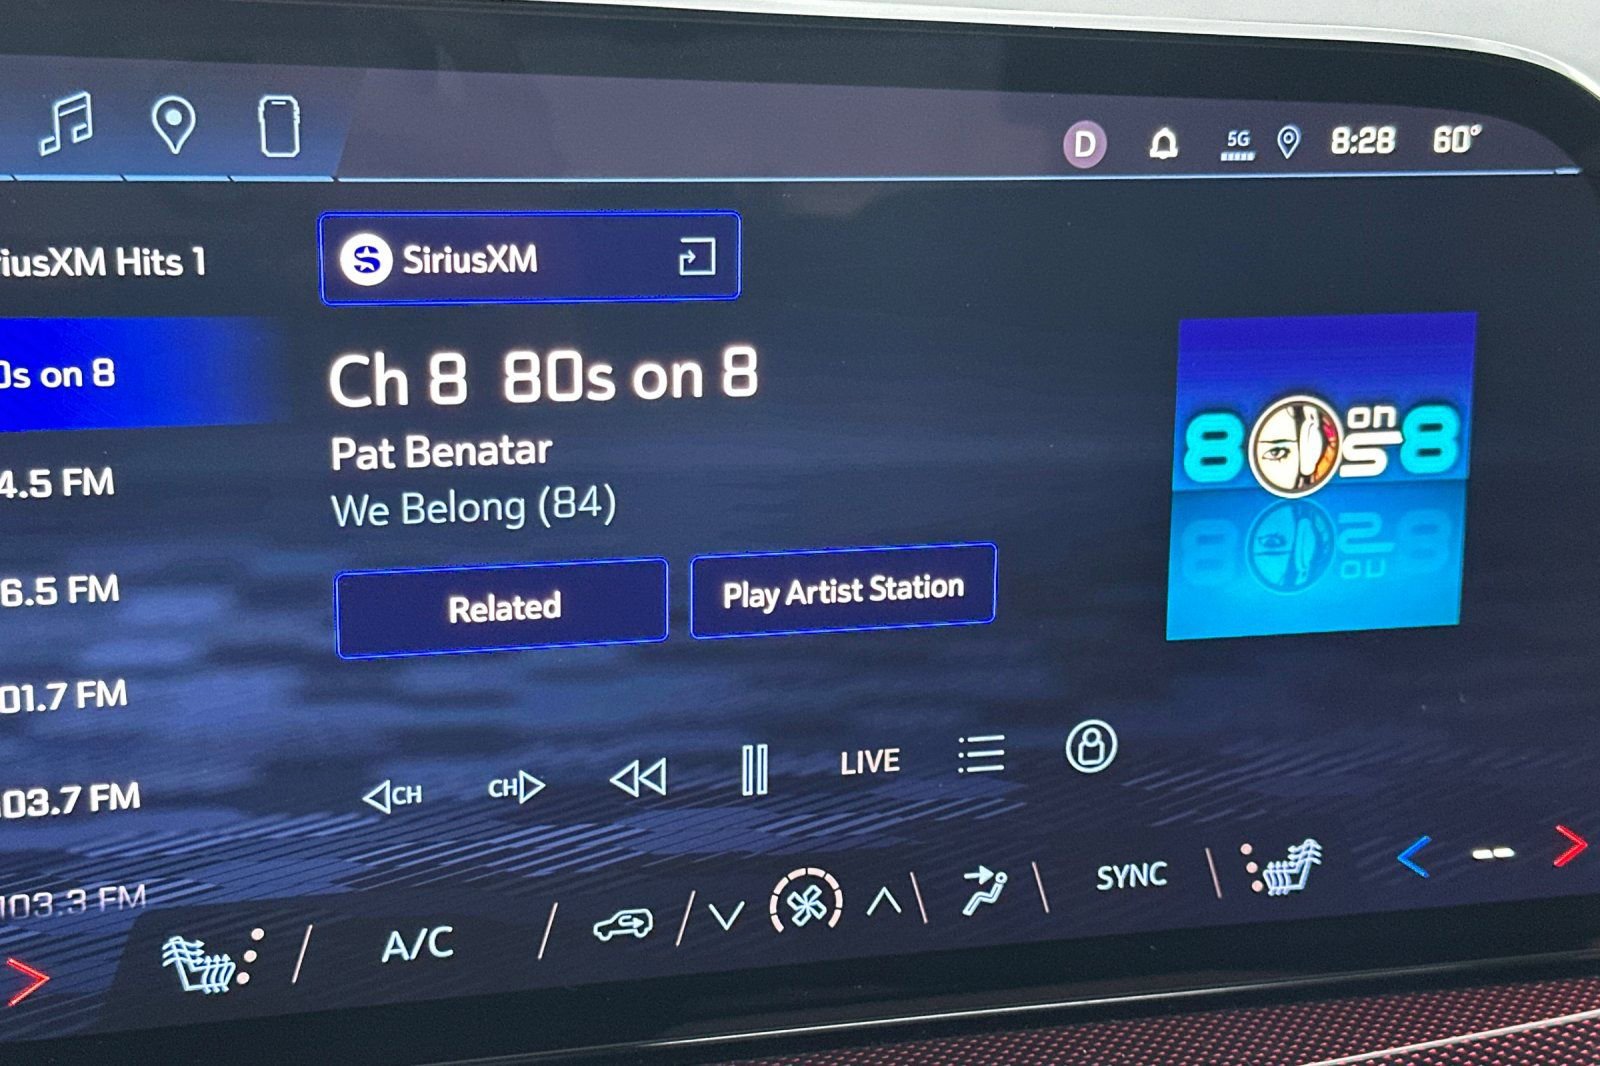 D 5G 8:28 60°
iusXM Hits 1
SiriusXM
s on 8
Ch 8 80s on 8
Pat Benatar
We Belong (84)
80s on 8
4.5 FM
6.5 FM
Related
Play Artist Station
01.7 FM
03.7 FM
CH
CH
LIVE
103.3 FM
A/C
SYNC
--